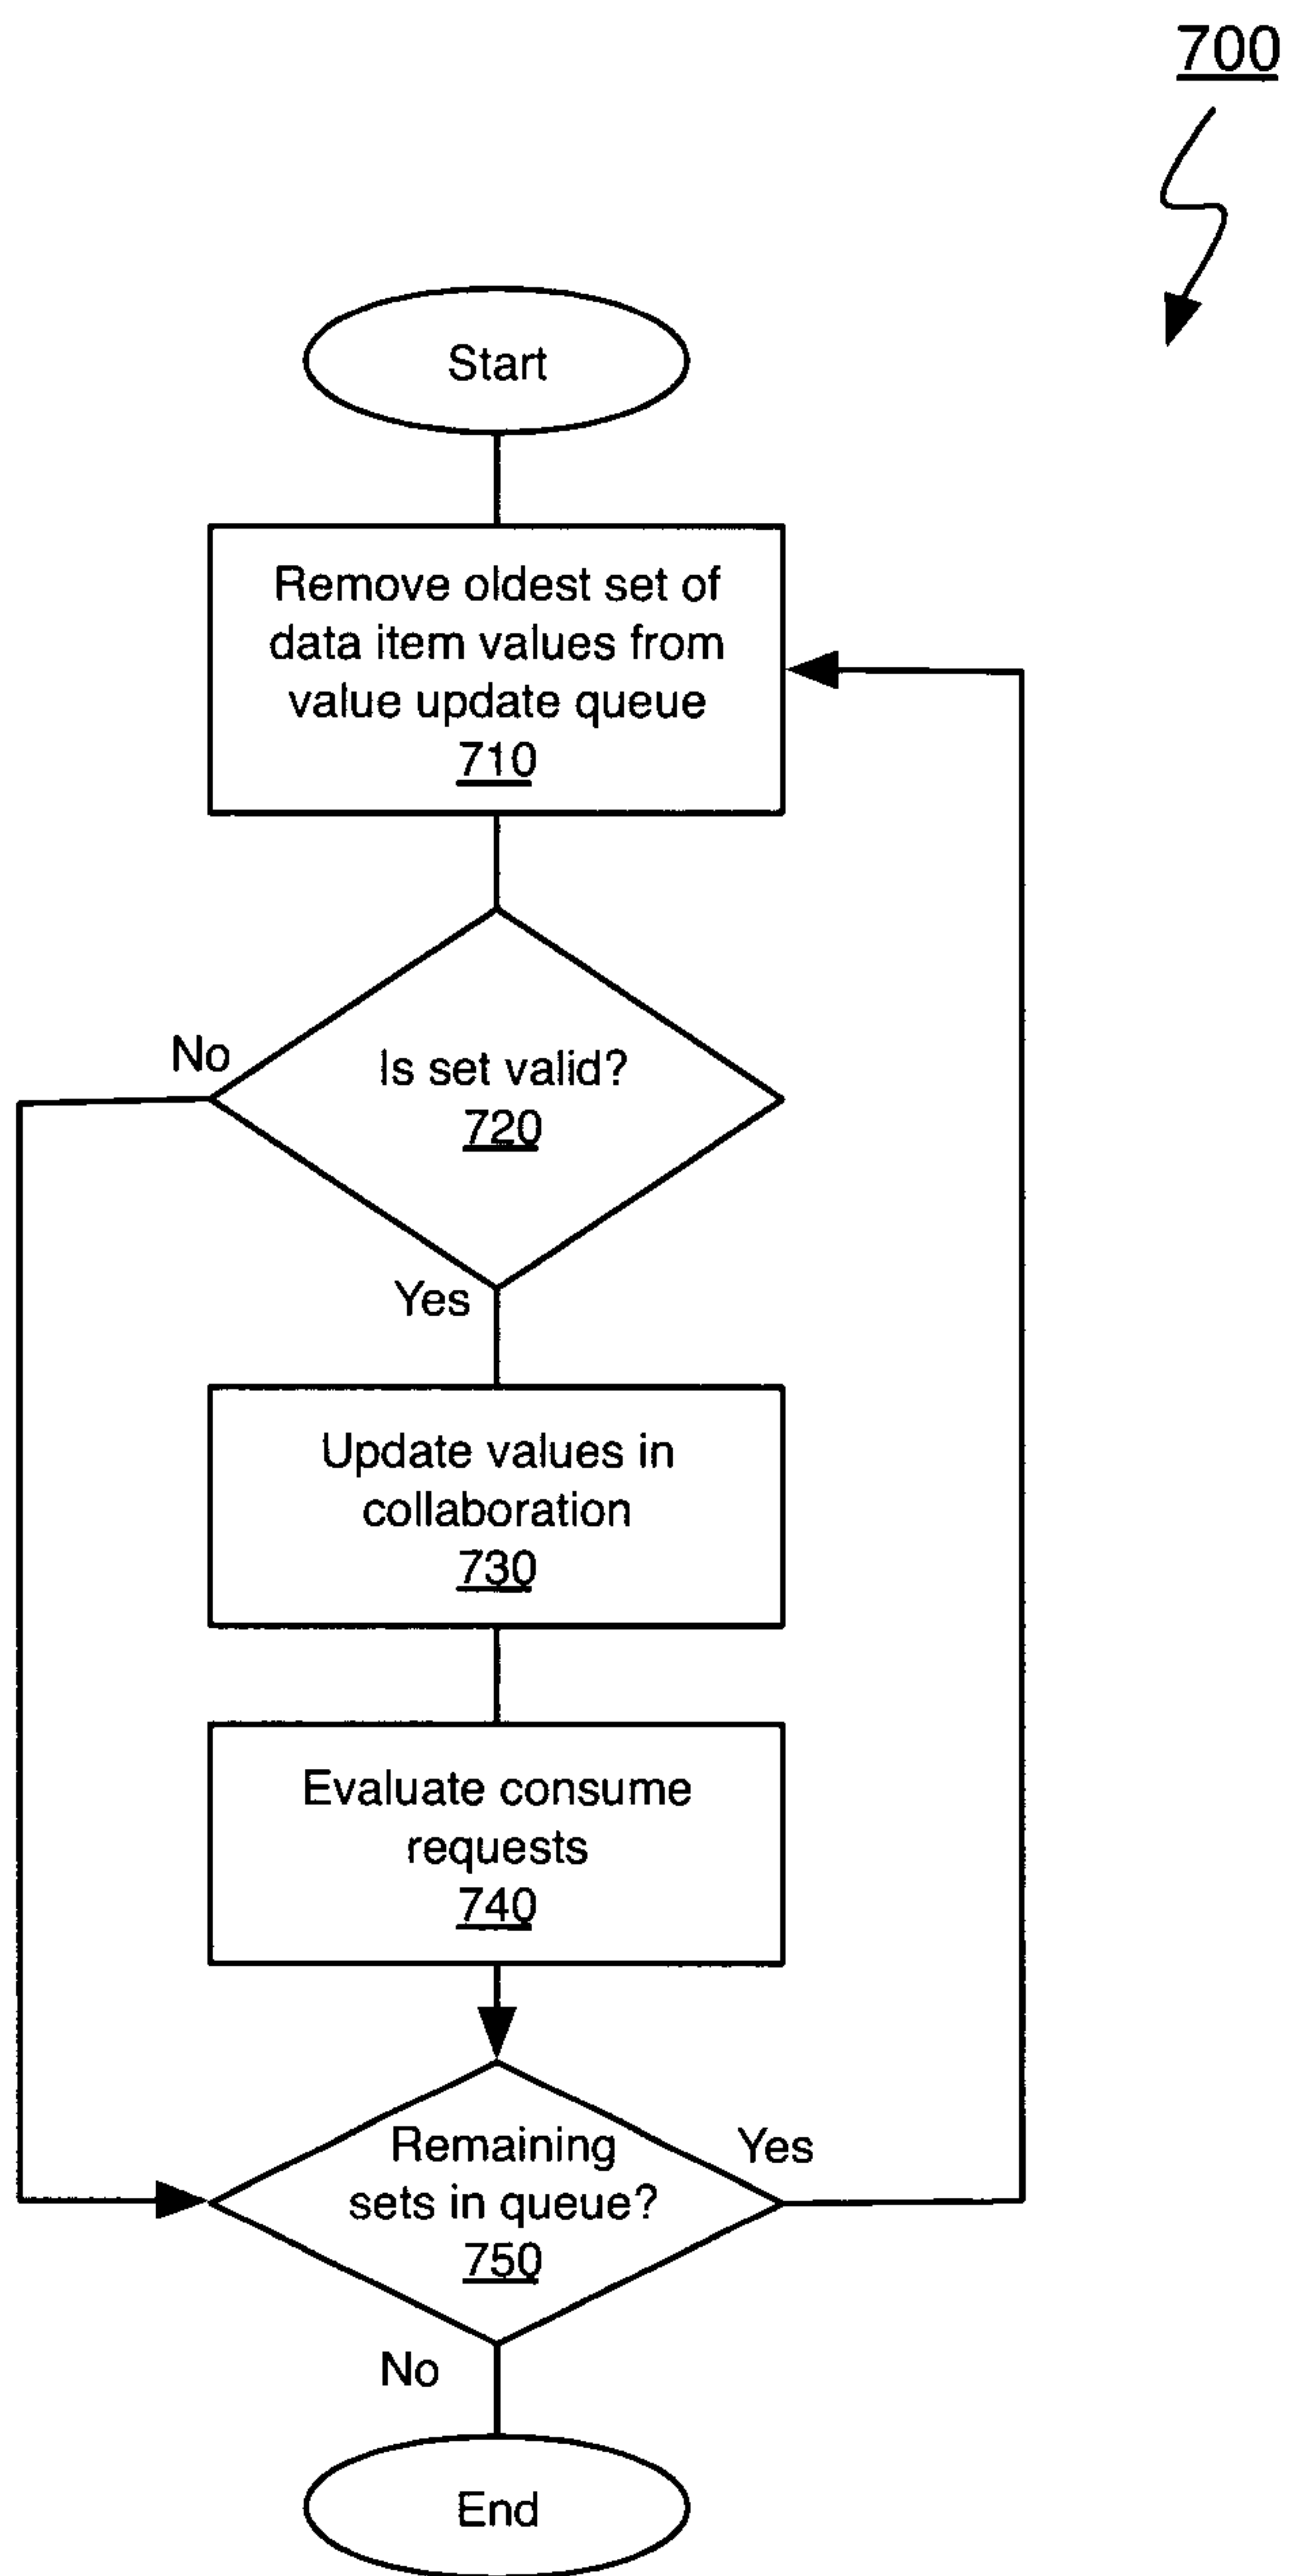 700
Start
Remove oldest set of
data item values from
value update queue
710
No
Is set valid?
720
Yes
Update values in
collaboration
730
Evaluate consume
requests
740
Remaining
sets in queue?
750
Yes
No
End